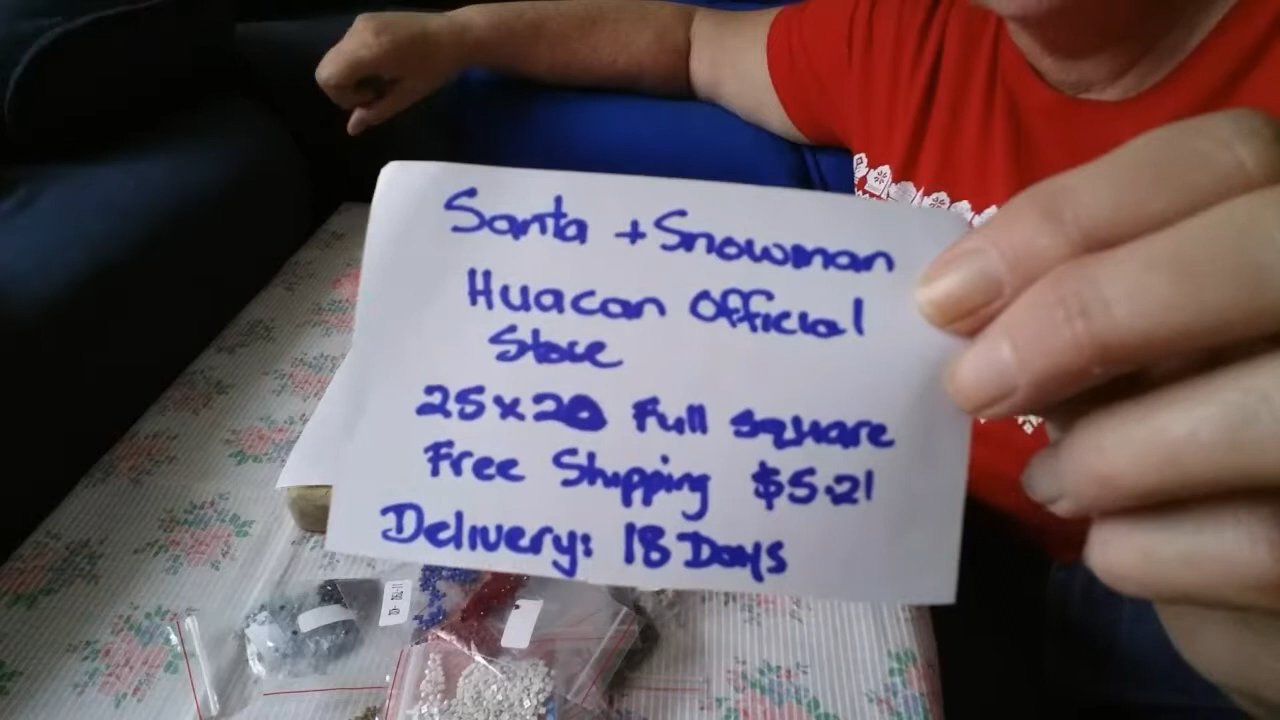 Santa + Snowman
Huacan Official
Store
25x20 Full square
Free Shipping $5.21
Delivery: 18 Days